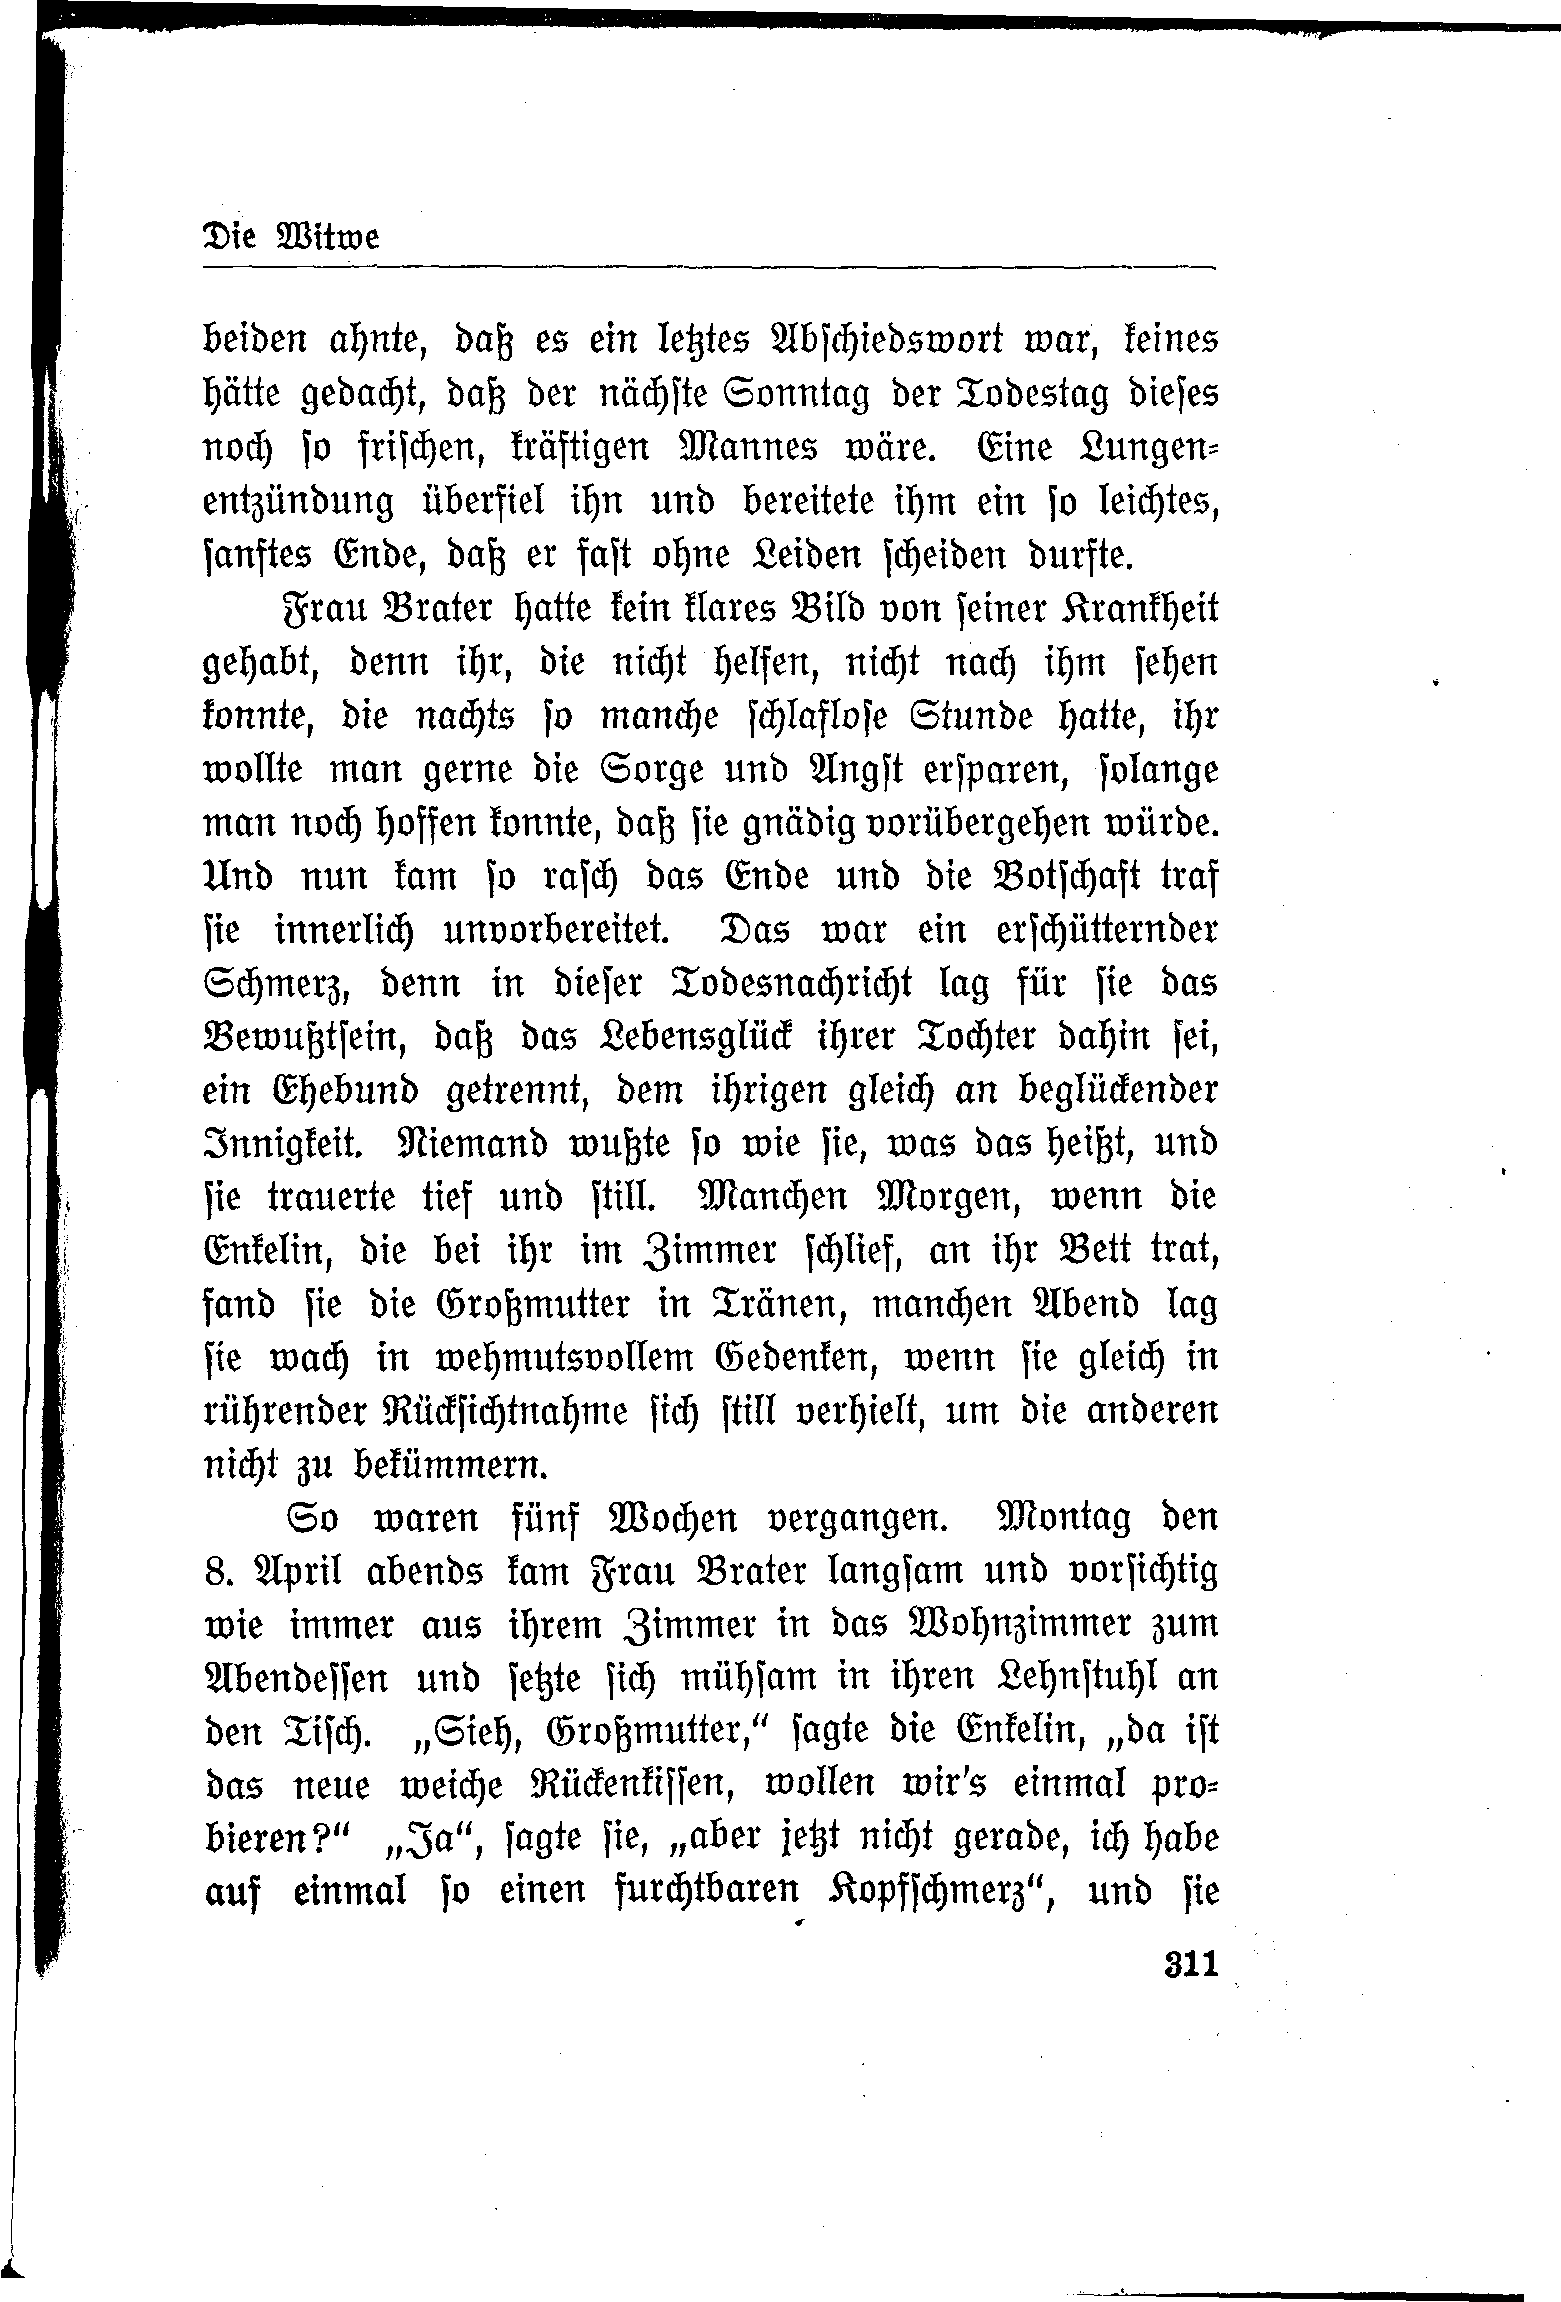 Die Witwe
beiden ahnte, daß es ein letztes Abschiedswort war, keines
hätte gedacht, daß der nächste Sonntag der Todestag dieses
noch so frischen, kräftigen Mannes wäre. Eine Lungen-
entzündung überfiel ihn und bereitete ihm ein so leichtes,
sanftes Ende, daß er fast ohne Leiden scheiden durfte.
Frau Brater hatte kein klares Bild von seiner Krankheit
gehabt, denn ihr, die nicht helfen, nicht nach ihm sehen
konnte, die nachts so manche schlaflose Stunde hatte, ihr
wollte man gerne die Sorge und Angst ersparen, solange
man noch hoffen konnte, daß sie gnädig vorübergehen würde.
Und nun kam so rasch das Ende und die Botschaft traf
sie innerlich unvorbereitet. Das war ein erschütternder
Schmerz, denn in dieser Todesnachricht lag für sie das
Bewußtsein, daß das Lebensglück ihrer Tochter dahin sei,
ein Ehebund getrennt, dem ihrigen gleich an beglückender
Innigkeit. Niemand wußte so wie sie, was das heißt, und
sie trauerte tief und still. Manchen Morgen, wenn die
Enkelin, die bei ihr im Zimmer schlief, an ihr Bett trat,
fand sie die Großmutter in Tränen, manchen Abend lag
sie wach in wehmutsvollem Gedenken, wenn sie gleich in
rührender Rücksichtnahme sich still verhielt, um die anderen
nicht zu bekümmern.
So waren fünf Wochen vergangen. Montag den
8. April abends kam Frau Brater langsam und vorsichtig
wie immer aus ihrem Zimmer in das Wohnzimmer zum
Abendessen und setzte sich mühsam in ihren Lehnstuhl an
den Tisch. „Sieh, Großmutter,“ sagte die Enkelin, „da ist
das neue weiche Rückenkissen, wollen wir's einmal pro-
bieren?“ „Ja“, sagte sie, „aber jetzt nicht gerade, ich habe
auf einmal so einen furchtbaren Kopfschmerz“, und sie
311